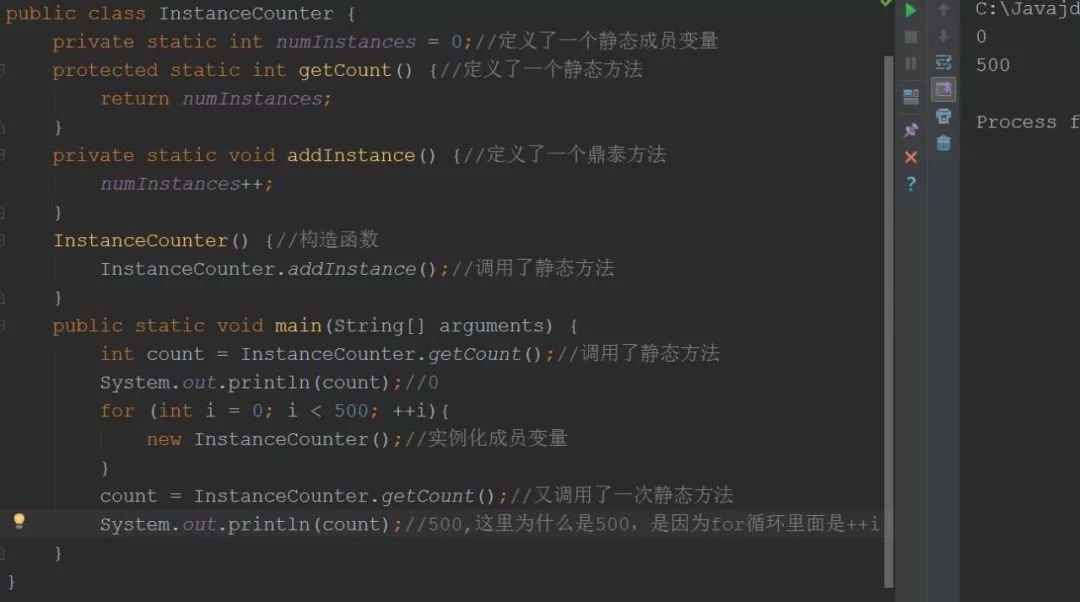 public class InstanceCounter {
private static int numInstances = 0;//定义了一个静态成员变量
protected static int getCount() {//定义了一个静态方法
return numInstances;
}
private static void addInstance() {//定义了一个鼎泰方法
numInstances++;
}
InstanceCounter() {//构造函数
InstanceCounter.addInstance();//调用了静态方法
}
public static void main(String[] arguments) {
int count = InstanceCounter.getCount();//调用了静态方法
System.out.println(count);//0
for (int i = 0; i < 500; ++i){
new InstanceCounter();//实例化成员变量
}
count = InstanceCounter.getCount();//又调用了一次静态方法
System.out.println(count);//500,这里为什么是500，是因为for循环里面是++i
}
}
C:\Javajd
0
500
Process f